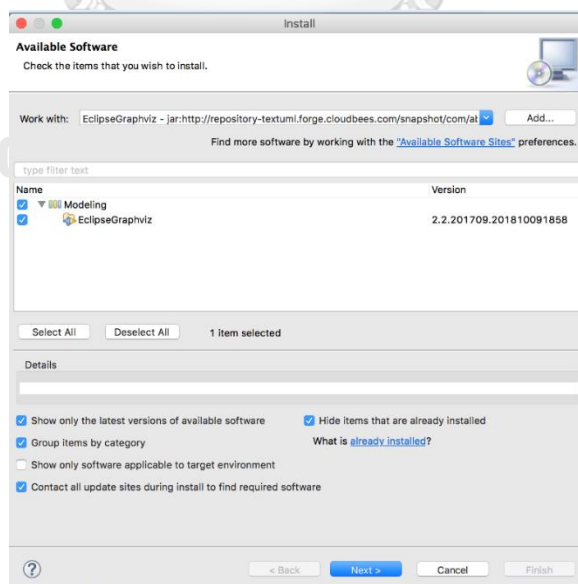 Install
Available Software
Check the items that you wish to install.
Work with: EclipseGraphviz - jar:http://repository-textuml.forge.cloudbees.com/snapshot/com/at Add...
Find more software by working with the "Available Software Sites" preferences.
type filter text
Name Version
Modeling
EclipseGraphviz 2.2.201709.201810091858
Select All Deselect All 1 item selected
Details
Show only the latest versions of available software Hide items that are already installed
Group items by category What is already installed?
Show only software applicable to target environment
Contact all update sites during install to find required software
? < Back Next > Cancel Finish